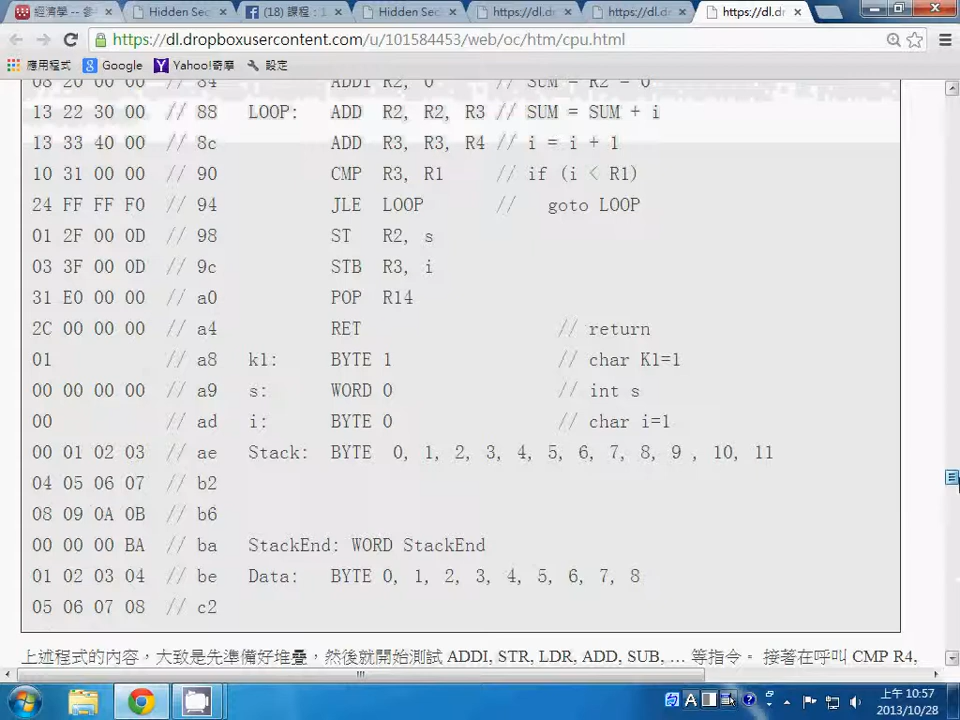 經濟學 -- 參
Hidden Sec
(18) 課程：1
Hidden Sec
https://dl.d
https://dl.d
https://dl.d
https://dl.dropboxusercontent.com/u/101584453/web/oc/htm/cpu.html
應用程式 Google Yahoo!奇摩 設定
08 20 00 00 // 84 ADDI R2, 0 // SUM = R2 = 0
13 22 30 00 // 88 LOOP: ADD R2, R2, R3 // SUM = SUM + i
13 33 40 00 // 8c ADD R3, R3, R4 // i = i + 1
10 31 00 00 // 90 CMP R3, R1 // if (i < R1)
24 FF FF F0 // 94 JLE LOOP // goto LOOP
01 2F 00 0D // 98 ST R2, s
03 3F 00 0D // 9c STB R3, i
31 E0 00 00 // a0 POP R14
2C 00 00 00 // a4 RET // return
01 // a8 k1: BYTE 1 // char K1=1
00 00 00 00 // a9 s: WORD 0 // int s
00 // ad i: BYTE 0 // char i=1
00 01 02 03 // ae Stack: BYTE 0, 1, 2, 3, 4, 5, 6, 7, 8, 9 , 10, 11
04 05 06 07 // b2
08 09 0A 0B // b6
00 00 00 BA // ba StackEnd: WORD StackEnd
01 02 03 04 // be Data: BYTE 0, 1, 2, 3, 4, 5, 6, 7, 8
05 06 07 08 // c2
上述程式的內容，大致是先準備好堆疊，然後就開始測試 ADDI, STR, LDR, ADD, SUB, … 等指令。 接著在呼叫 CMP R4,
上午 10:57
2013/10/28